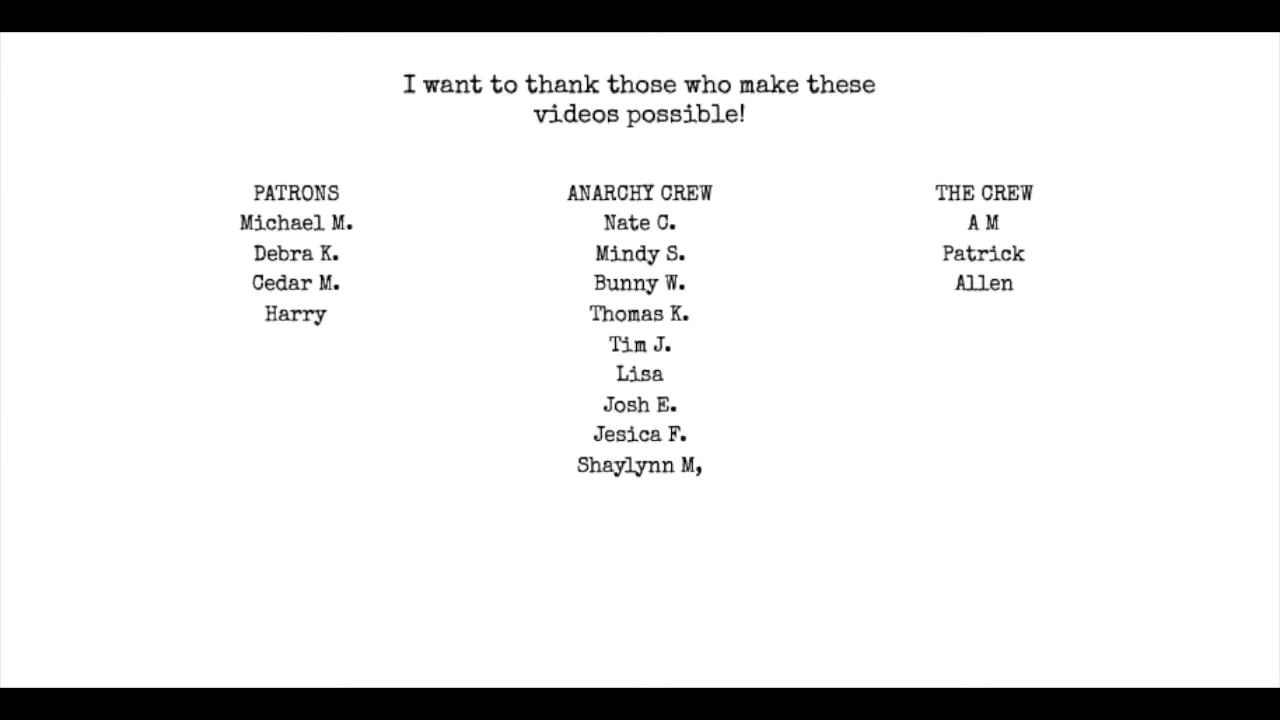 I want to thank those who make these
videos possible!
PATRONS
Michael M.
Debra K.
Cedar M.
Harry
ANARCHY CREW
Nate C.
Mindy S.
Bunny W.
Thomas K.
Tim J.
Lisa
Josh E.
Jesica F.
Shaylynn M,
THE CREW
A M
Patrick
Allen